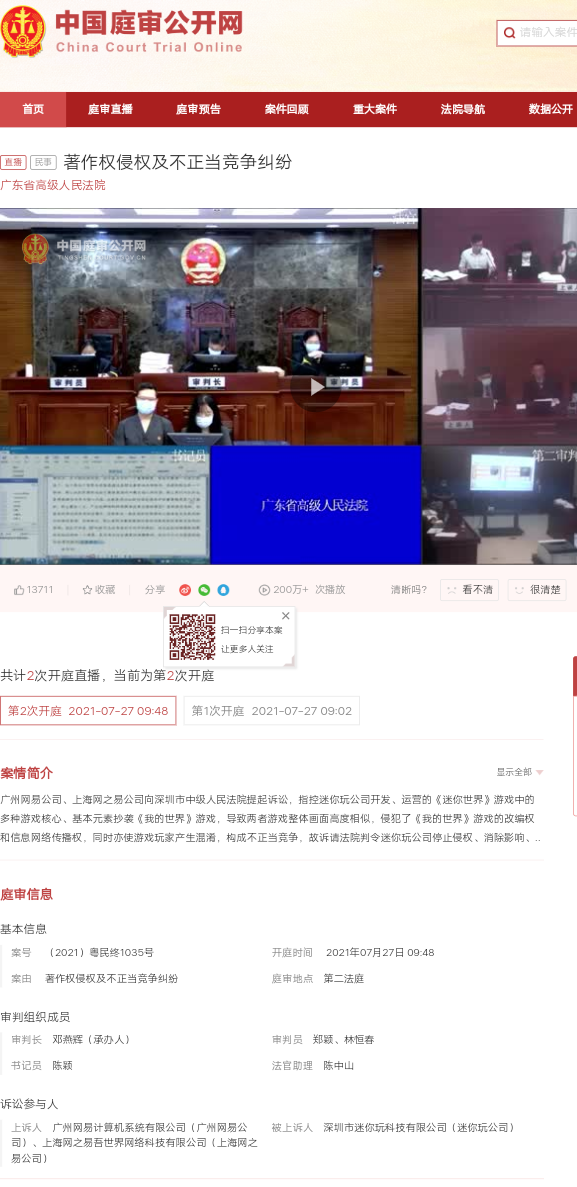 中国庭审公开网
China Court Trial Online
请输入案件
首页 庭审直播 庭审预告 案件回顾 重大案件 法院导航 数据公开
直播 民事 著作权侵权及不正当竞争纠纷
广东省高级人民法院
中国庭审公开网
审判员 审判长 审判员
书记员
第二审判
广东省高级人民法院
13711 收藏 分享 200万+ 次播放 清晰吗? 看不清 很清楚
扫一扫分享本案
让更多人关注
共计2次开庭直播，当前为第2次开庭
第2次开庭 2021-07-27 09:48 第1次开庭 2021-07-27 09:02
案情简介 显示全部
广州网易公司、上海网之易公司向深圳市中级人民法院提起诉讼，指控迷你玩公司开发、运营的《迷你世界》游戏中的
多种游戏核心、基本元素抄袭《我的世界》游戏，导致两者游戏整体画面高度相似，侵犯了《我的世界》游戏的改编权
和信息网络传播权，同时亦使游戏玩家产生混淆，构成不正当竞争，故诉请法院判令迷你玩公司停止侵权、消除影响、..
庭审信息
基本信息
案号 （2021）粤民终1035号 开庭时间 2021年07月27日 09:48
案由 著作权侵权及不正当竞争纠纷 庭审地点 第二法庭
审判组织成员
审判长 邓燕辉（承办人） 审判员 郑颖、林恒春
书记员 陈颖 法官助理 陈中山
诉讼参与人
上诉人 广州网易计算机系统有限公司（广州网易公 被上诉人 深圳市迷你玩科技有限公司（迷你玩公司）
司）、上海网之易吾世界网络科技有限公司（上海网之
易公司）